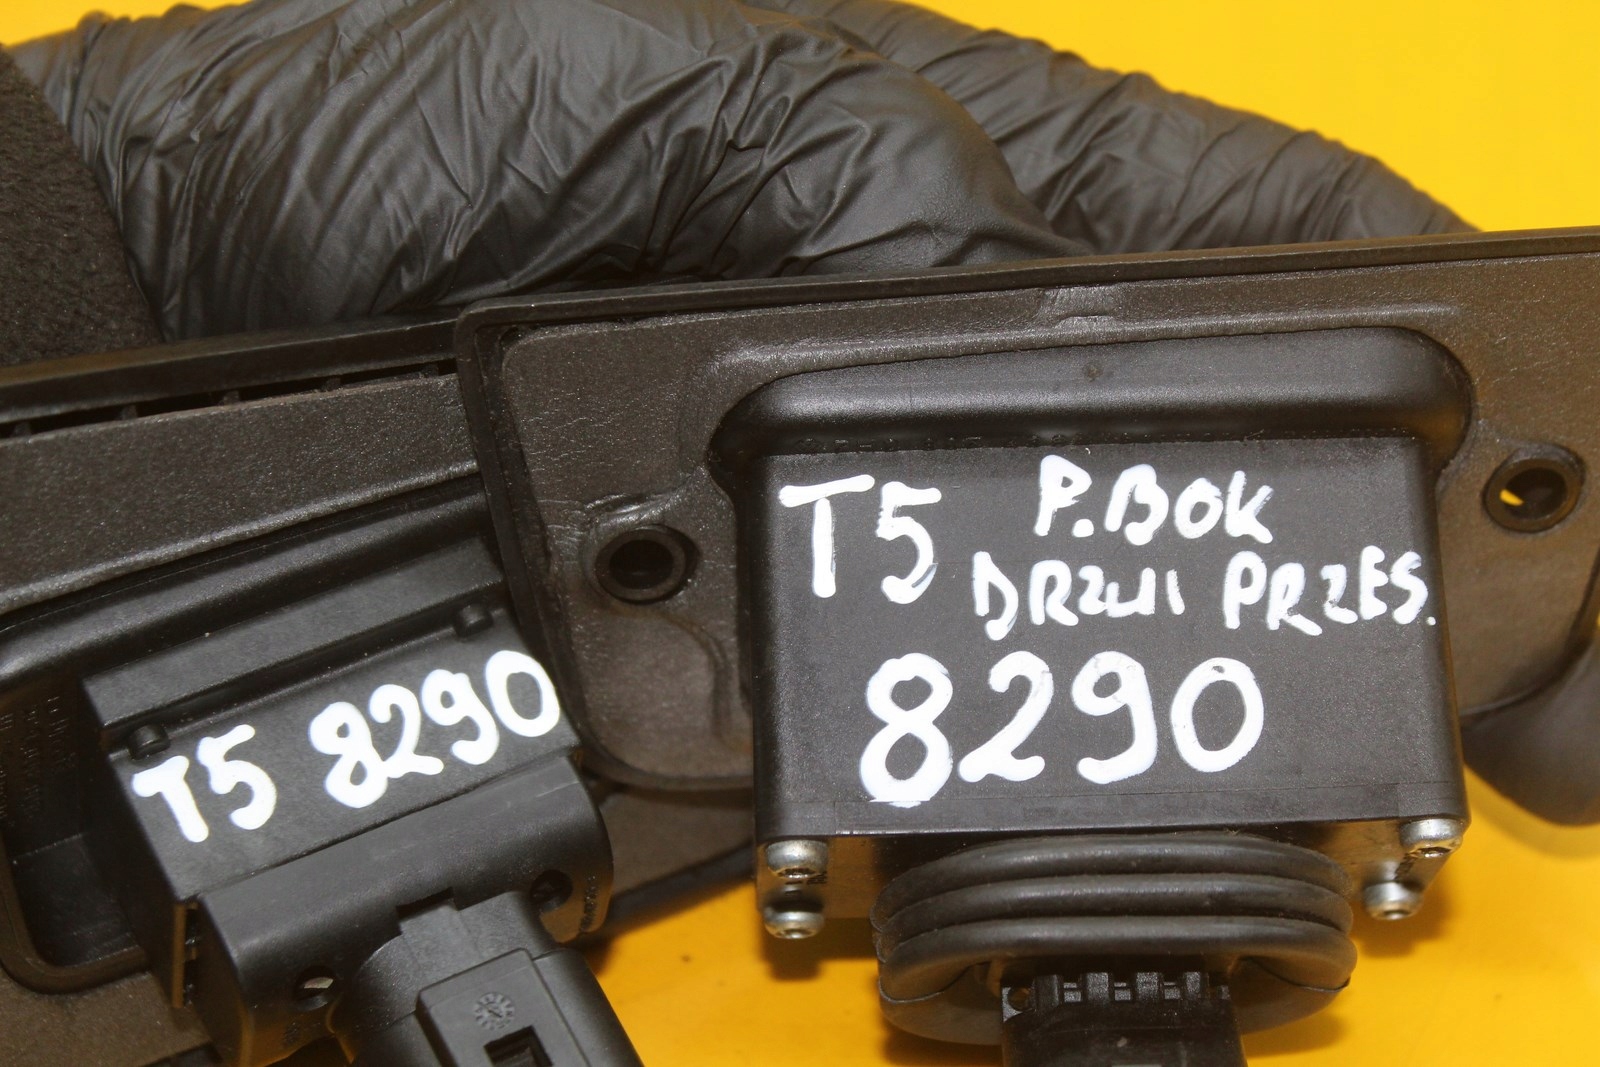 T5 P.BOK
DRZWI PRZES.
8290
T5 8290